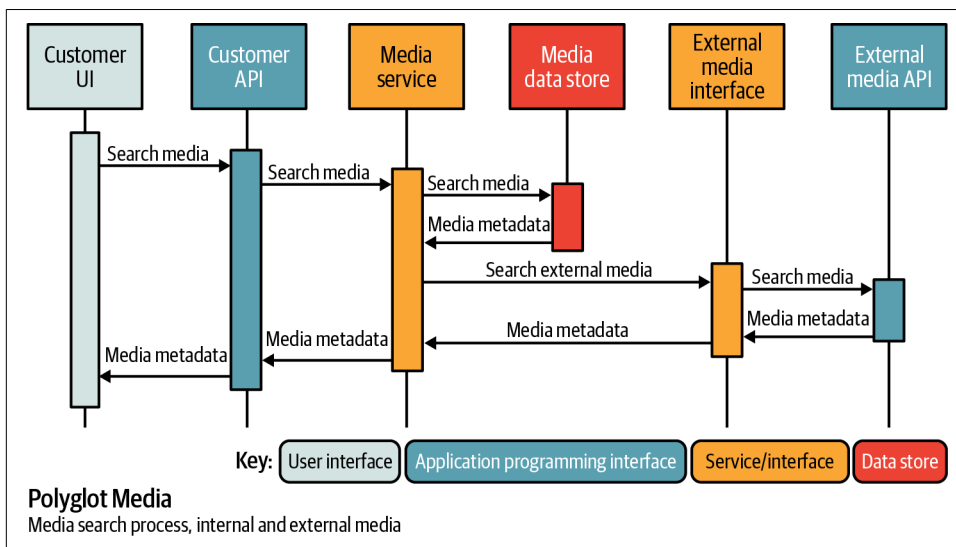 Customer
UI
Customer
API
Media
service
Media
data store
External
media
interface
External
media API
Search media
Search media
Search media
Media metadata
Search external media
Search media
Media metadata
Media metadata
Media metadata
Media metadata
Key:
User interface
Application programming interface
Service/interface
Data store
Polyglot Media
Media search process, internal and external media